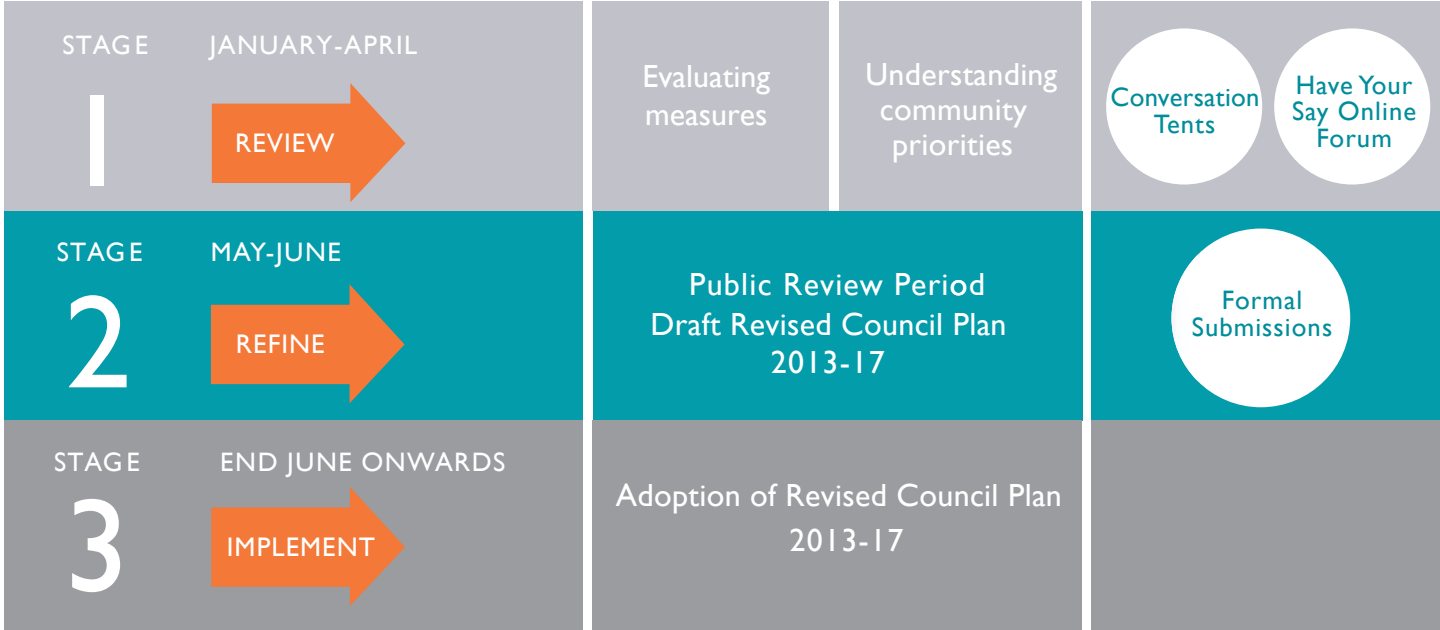 STAGE JANUARY-APRIL
1
REVIEW
Evaluating
measures
Understanding
community
priorities
Conversation
Tents
Have Your
Say Online
Forum
STAGE MAY-JUNE
2
REFINE
Public Review Period
Draft Revised Council Plan
2013-17
Formal
Submissions
STAGE END JUNE ONWARDS
3
IMPLEMENT
Adoption of Revised Council Plan
2013-17